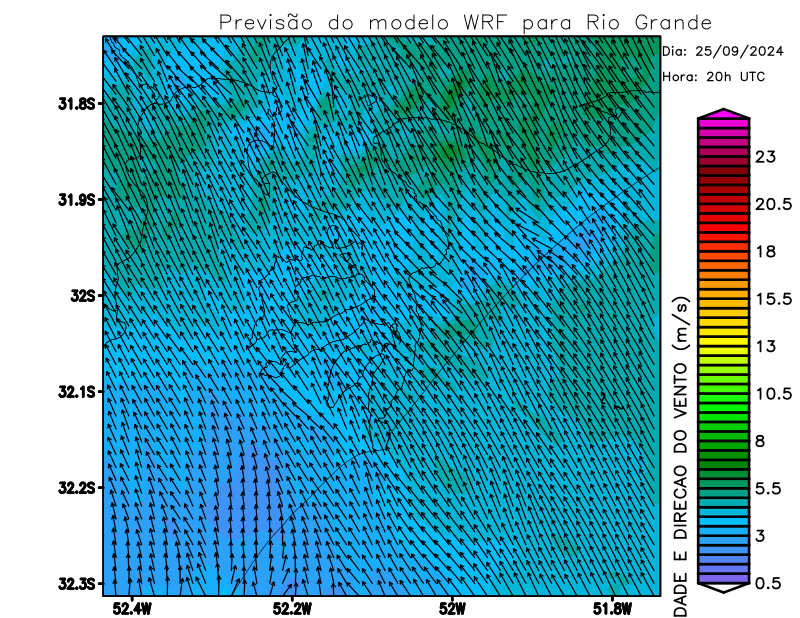 Previsão do modelo WRF para Rio Grande
Dia: 25/09/2024
Hora: 20h UTC
31.8S
31.9S
32S
32.1S
32.2S
32.3S
52.4W
52.2W
52W
51.8W
23
20.5
18
15.5
13
10.5
8
5.5
3
0.5
DADE E DIRECAO DO VENTO (m/s)